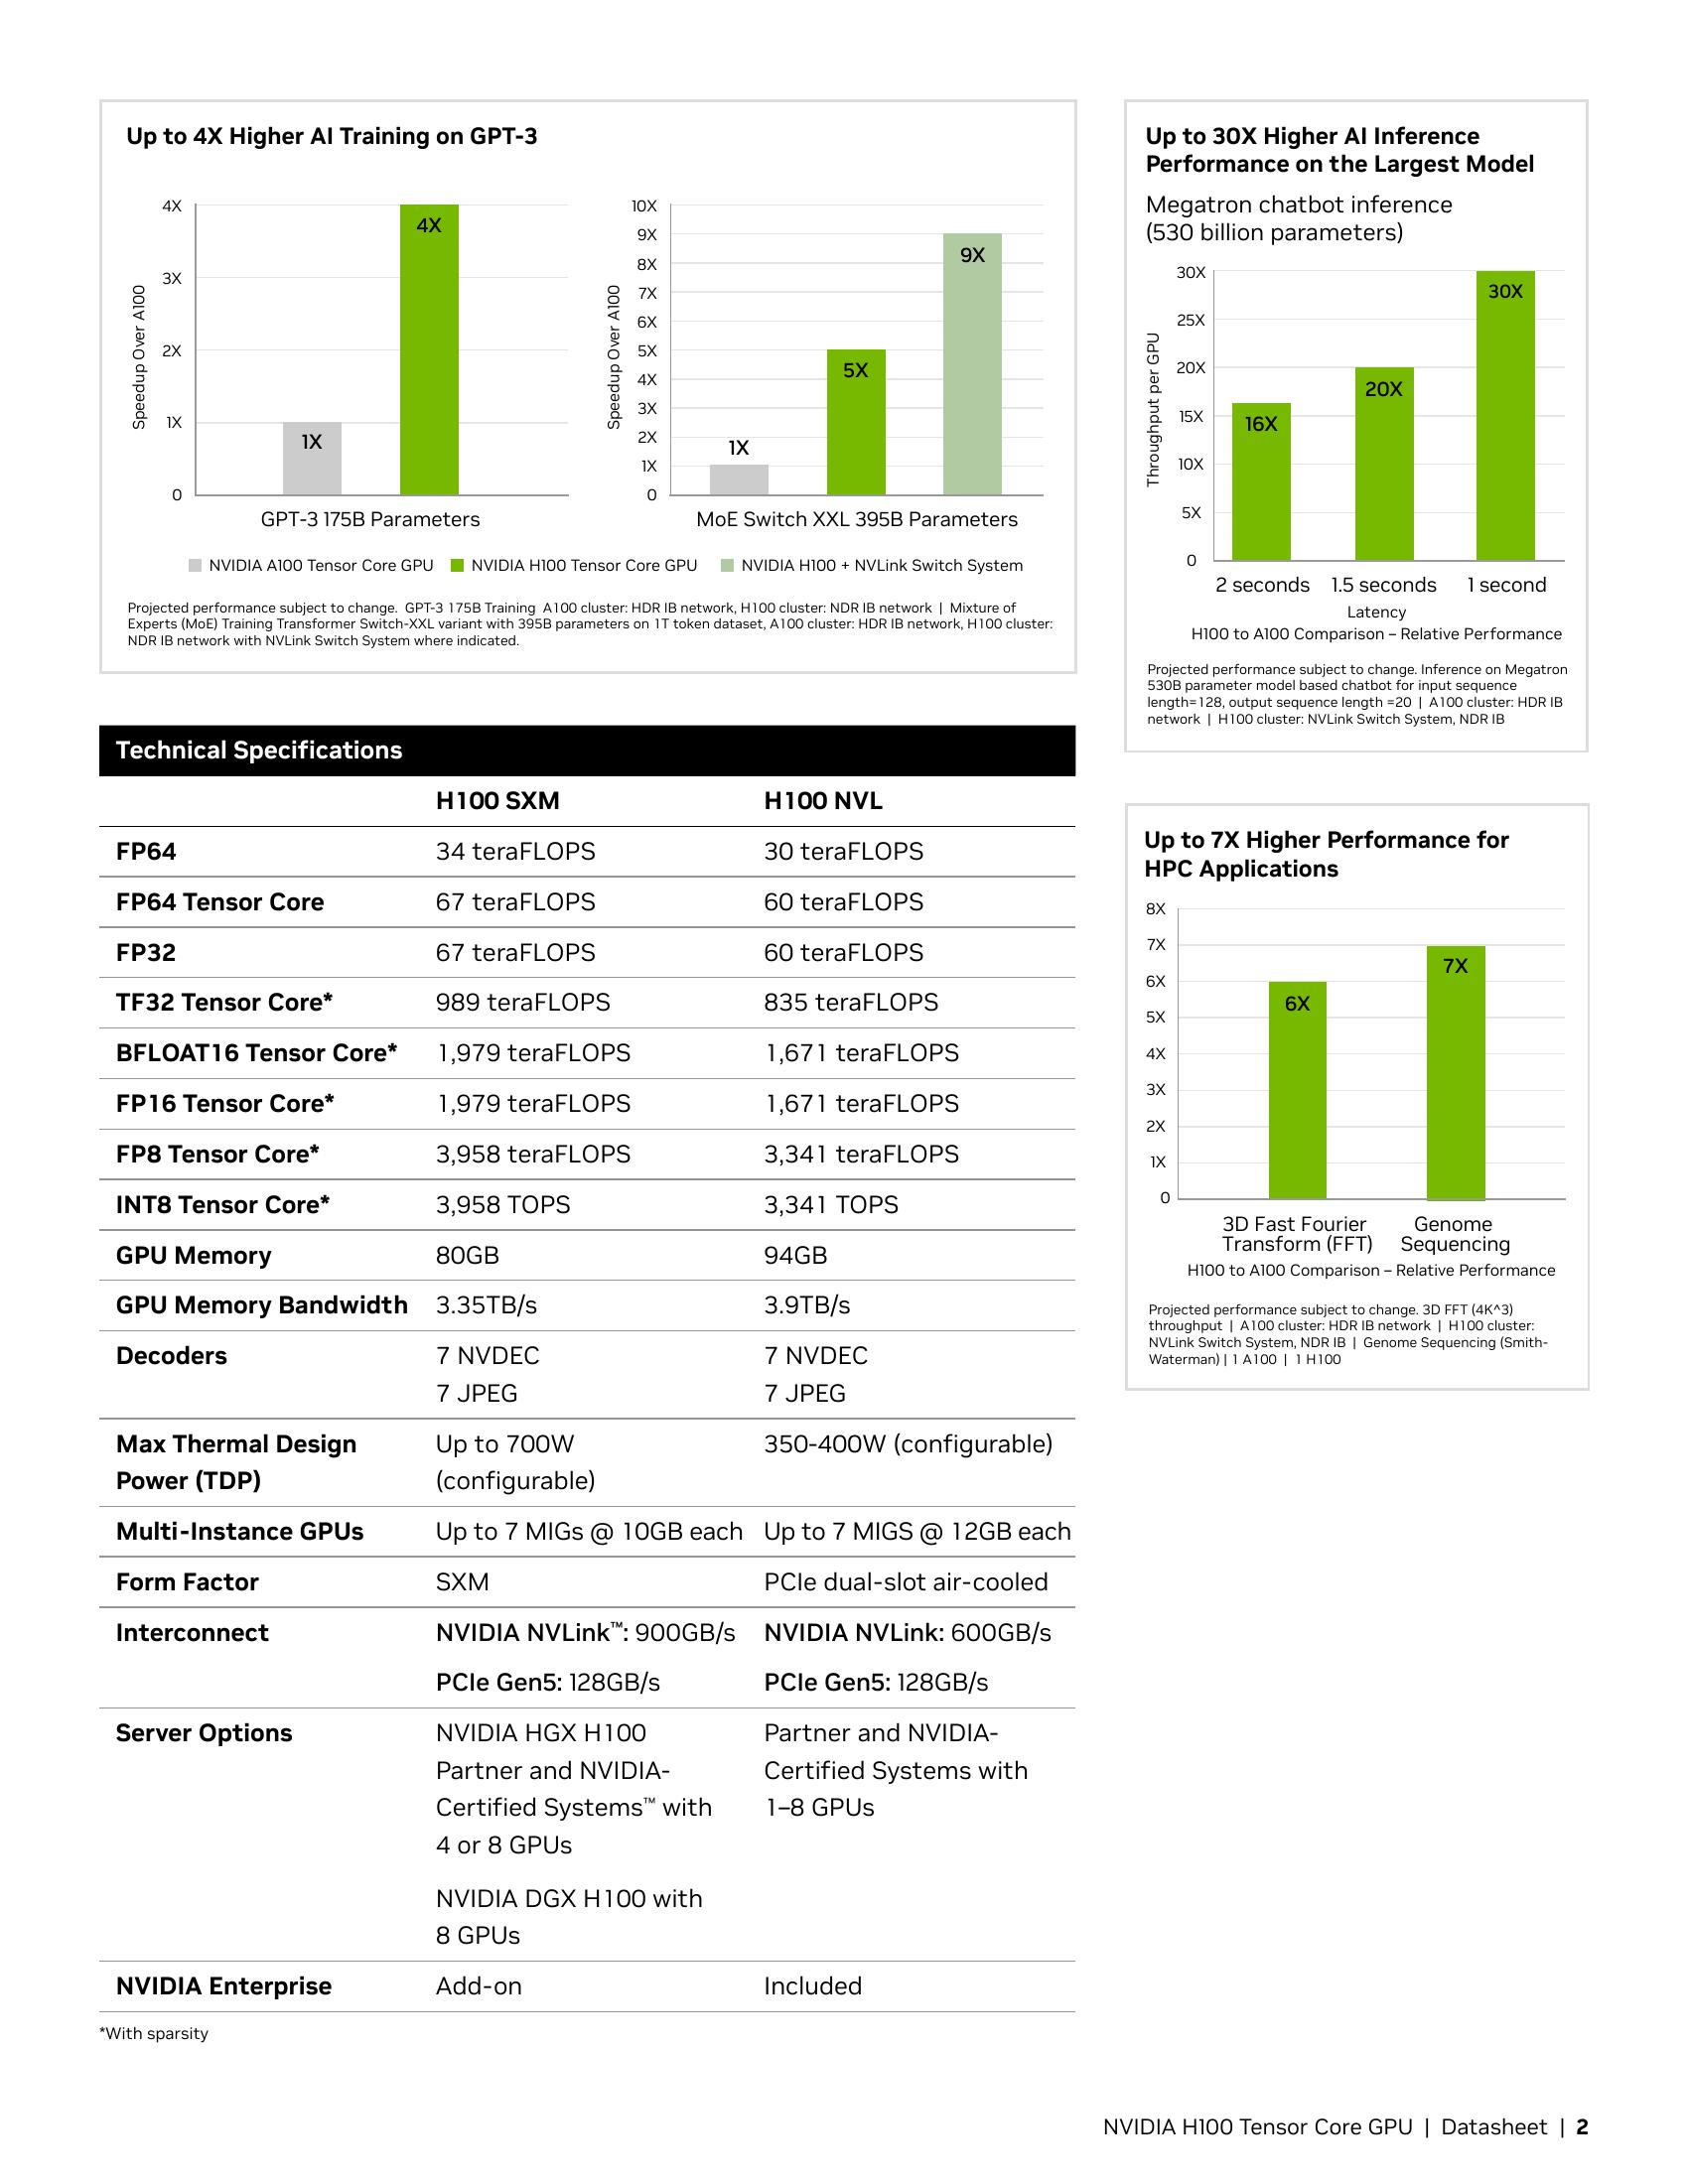 Up to 4X Higher AI Training on GPT-3
Speedup Over A100
4X
3X
2X
1X
0
1X
4X
GPT-3 175B Parameters
Speedup Over A100
10X
9X
8X
7X
6X
5X
4X
3X
2X
1X
0
1X
5X
9X
MoE Switch XXL 395B Parameters
NVIDIA A100 Tensor Core GPU NVIDIA H100 Tensor Core GPU NVIDIA H100 + NVLink Switch System
Projected performance subject to change. GPT-3 175B Training A100 cluster: HDR IB network, H100 cluster: NDR IB network | Mixture of
Experts (MoE) Training Transformer Switch-XXL variant with 395B parameters on 1T token dataset, A100 cluster: HDR IB network, H100 cluster:
NDR IB network with NVLink Switch System where indicated.
Up to 30X Higher AI Inference
Performance on the Largest Model
Megatron chatbot inference
(530 billion parameters)
Throughput per GPU
30X
25X
20X
15X
10X
5X
0
16X
20X
30X
2 seconds 1.5 seconds 1 second
Latency
H100 to A100 Comparison – Relative Performance
Projected performance subject to change. Inference on Megatron
530B parameter model based chatbot for input sequence
length=128, output sequence length =20 | A100 cluster: HDR IB
network | H100 cluster: NVLink Switch System, NDR IB
Technical Specifications
H100 SXM H100 NVL
FP64 34 teraFLOPS 30 teraFLOPS
FP64 Tensor Core 67 teraFLOPS 60 teraFLOPS
FP32 67 teraFLOPS 60 teraFLOPS
TF32 Tensor Core* 989 teraFLOPS 835 teraFLOPS
BFLOAT16 Tensor Core* 1,979 teraFLOPS 1,671 teraFLOPS
FP16 Tensor Core* 1,979 teraFLOPS 1,671 teraFLOPS
FP8 Tensor Core* 3,958 teraFLOPS 3,341 teraFLOPS
INT8 Tensor Core* 3,958 TOPS 3,341 TOPS
GPU Memory 80GB 94GB
GPU Memory Bandwidth 3.35TB/s 3.9TB/s
Decoders 7 NVDEC 7 NVDEC
7 JPEG 7 JPEG
Max Thermal Design Up to 700W 350-400W (configurable)
Power (TDP) (configurable)
Multi-Instance GPUs Up to 7 MIGs @ 10GB each Up to 7 MIGS @ 12GB each
Form Factor SXM PCIe dual-slot air-cooled
Interconnect NVIDIA NVLink™: 900GB/s NVIDIA NVLink: 600GB/s
PCIe Gen5: 128GB/s PCIe Gen5: 128GB/s
Server Options NVIDIA HGX H100 Partner and NVIDIA-
Partner and NVIDIA- Certified Systems with
Certified Systems™ with 1–8 GPUs
4 or 8 GPUs
NVIDIA DGX H100 with
8 GPUs
NVIDIA Enterprise Add-on Included
*With sparsity
Up to 7X Higher Performance for
HPC Applications
8X
7X
6X
5X
4X
3X
2X
1X
0
6X
7X
3D Fast Fourier Genome
Transform (FFT) Sequencing
H100 to A100 Comparison – Relative Performance
Projected performance subject to change. 3D FFT (4K^3)
throughput | A100 cluster: HDR IB network | H100 cluster:
NVLink Switch System, NDR IB | Genome Sequencing (Smith-
Waterman) | 1 A100 | 1 H100
NVIDIA H100 Tensor Core GPU | Datasheet | 2